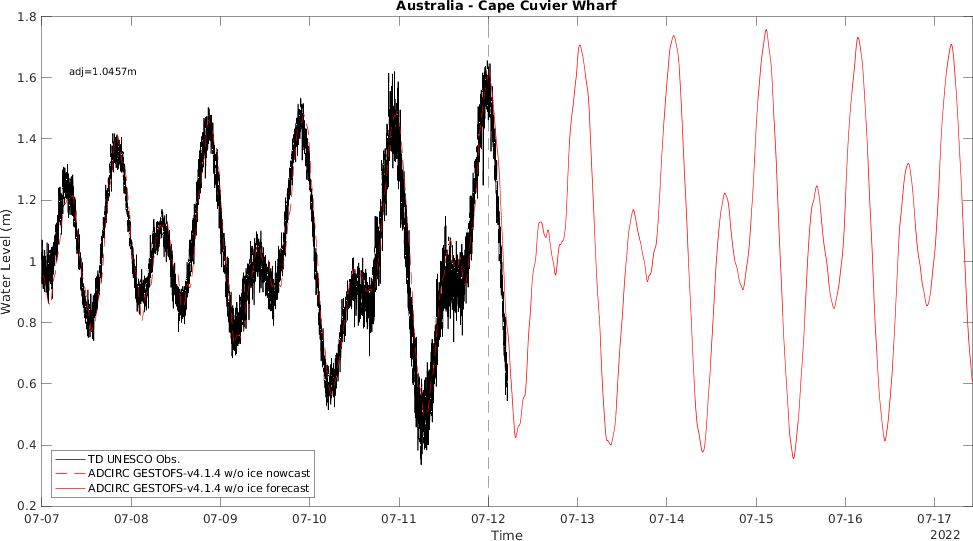 Australia - Cape Cuvier Wharf
1.8
1.6
1.4
1.2
1
0.8
0.6
0.4
0.2
Water Level (m)
adj=1.0457m
TD UNESCO Obs.
ADCIRC GESTOFS-v4.1.4 w/o ice nowcast
ADCIRC GESTOFS-v4.1.4 w/o ice forecast
07-07 07-08 07-09 07-10 07-11 07-12 07-13 07-14 07-15 07-16 07-17
Time
2022